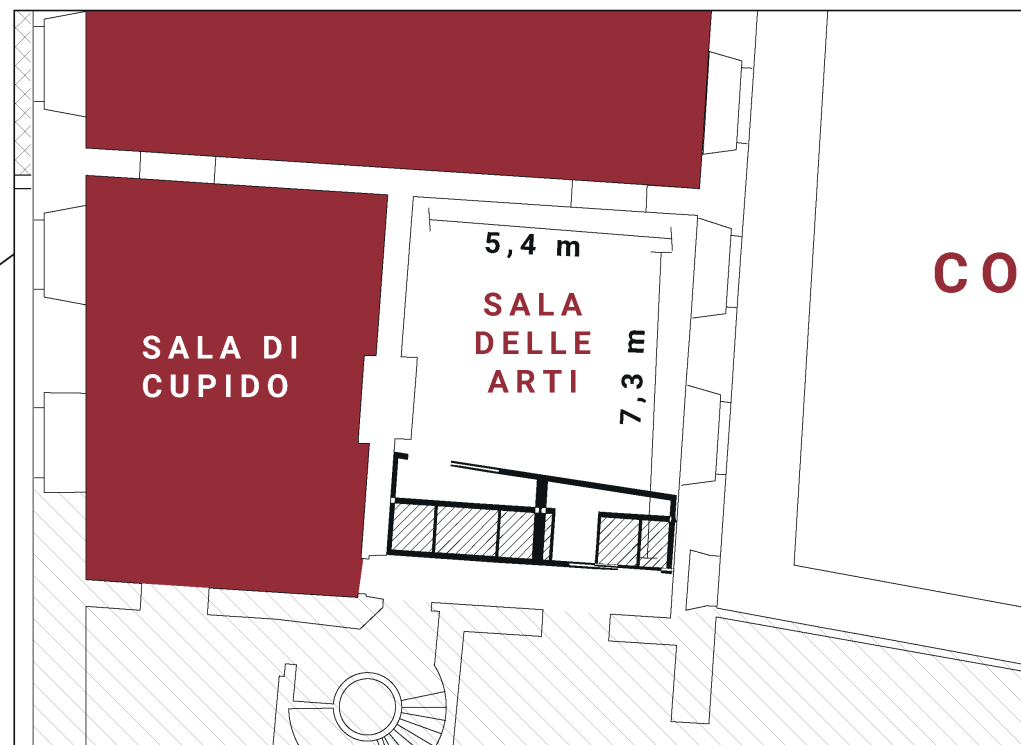 5,4 m
SALA
DELLE
ARTI
7,3 m
SALA DI
CUPIDO
CO